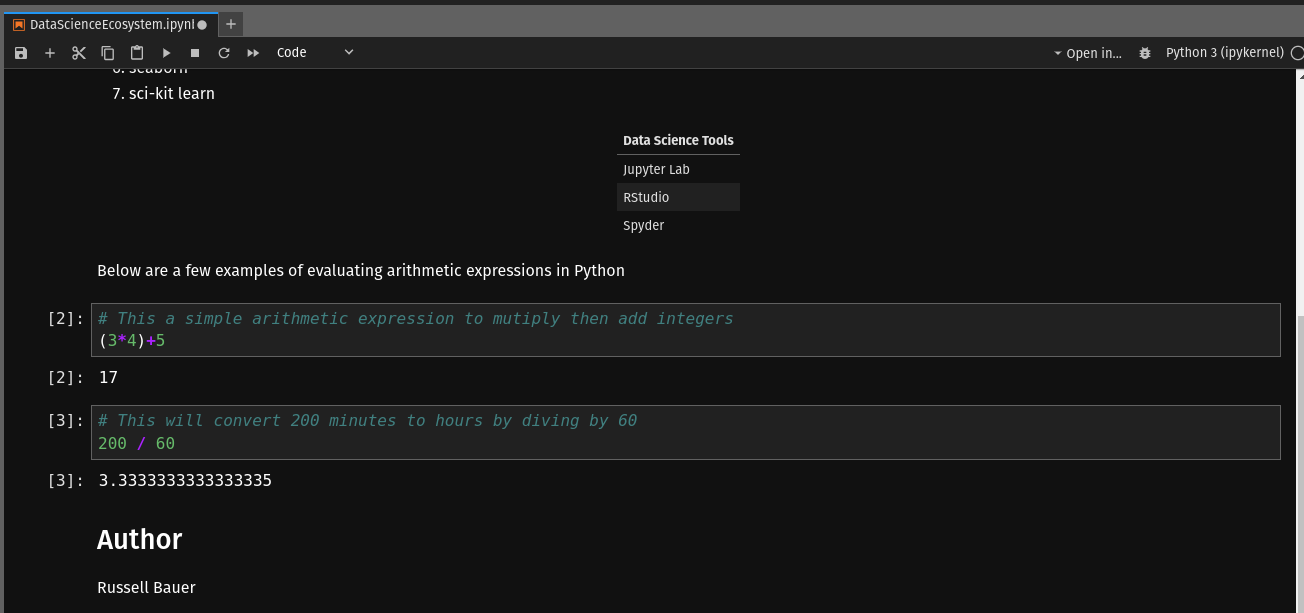 DataScienceEcosystem.ipynl
Code
Open in...
Python 3 (ipykernel)
6. seaborn
7. sci-kit learn
Data Science Tools
Jupyter Lab
RStudio
Spyder
Below are a few examples of evaluating arithmetic expressions in Python
[2]: # This a simple arithmetic expression to mutiply then add integers
(3*4)+5
[2]: 17
[3]: # This will convert 200 minutes to hours by diving by 60
200 / 60
[3]: 3.3333333333333335
Author
Russell Bauer